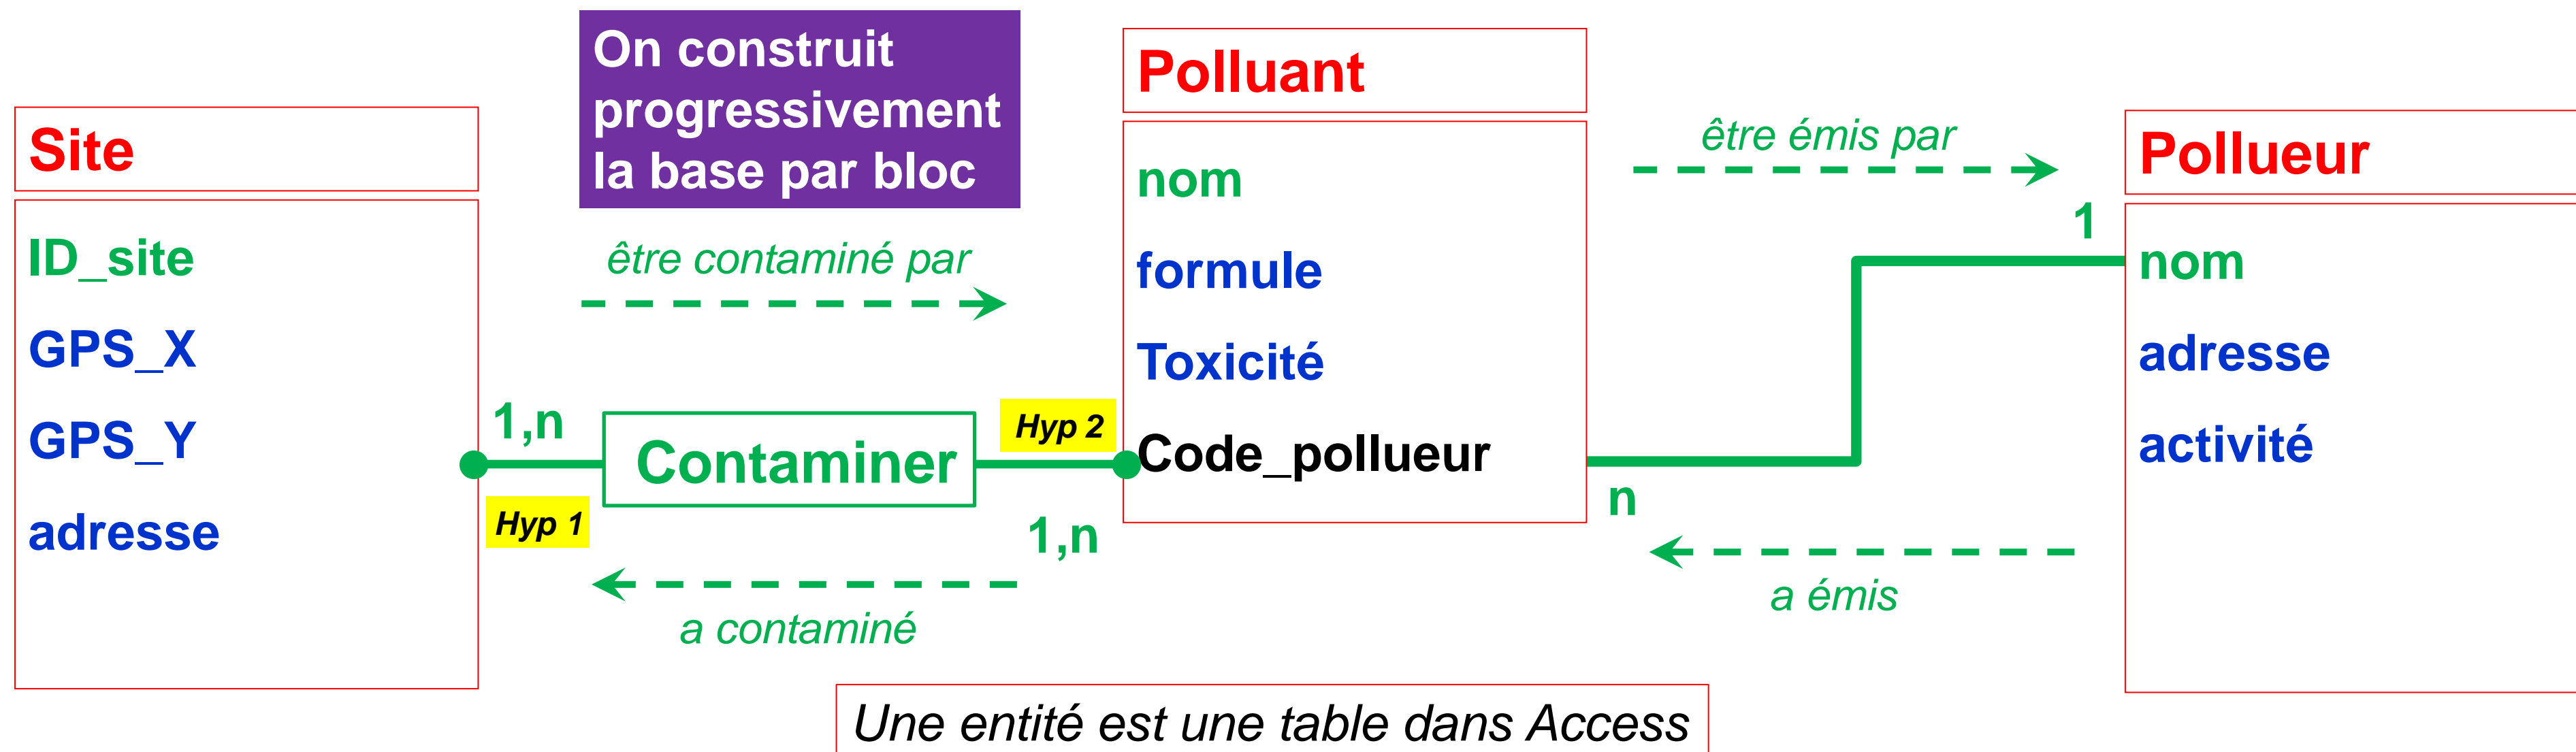 On construit
progressivement
la base par bloc
Site
ID_site
GPS_X
GPS_Y
adresse
être contaminé par
1,n
Hyp 1
Contaminer
Hyp 2
1,n
a contaminé
Polluant
nom
formule
Toxicité
Code_pollueur
être émis par
1
n
a émis
Pollueur
nom
adresse
activité
Une entité est une table dans Access